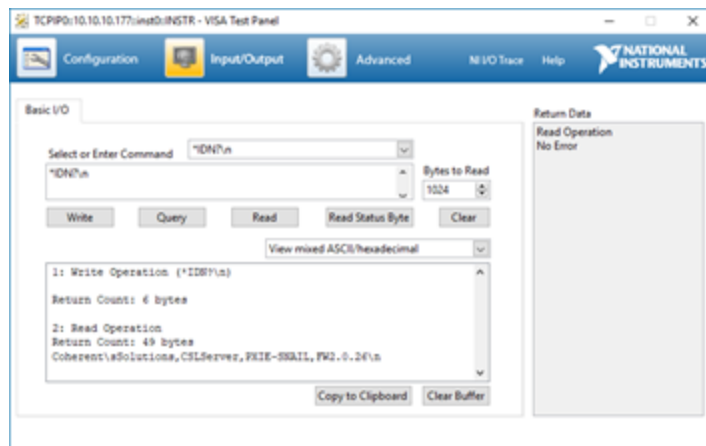 TCPIP0::10.10.10.177::inst0::INSTR - VISA Test Panel
Configuration
Input/Output
Advanced
NI I/O Trace
Help
NATIONAL
INSTRUMENTS
Basic I/O
Return Data
Read Operation
No Error
Select or Enter Command
*IDN?\n
*IDN?\n
Bytes to Read
1024
Write
Query
Read
Read Status Byte
Clear
View mixed ASCII/hexadecimal
1: Write Operation (*IDN?\n)
Return Count: 6 bytes
2: Read Operation
Return Count: 49 bytes
Coherent\sSolutions,CSLServer,PXIE-SNAIL,FW2.0.26\n
Copy to Clipboard
Clear Buffer